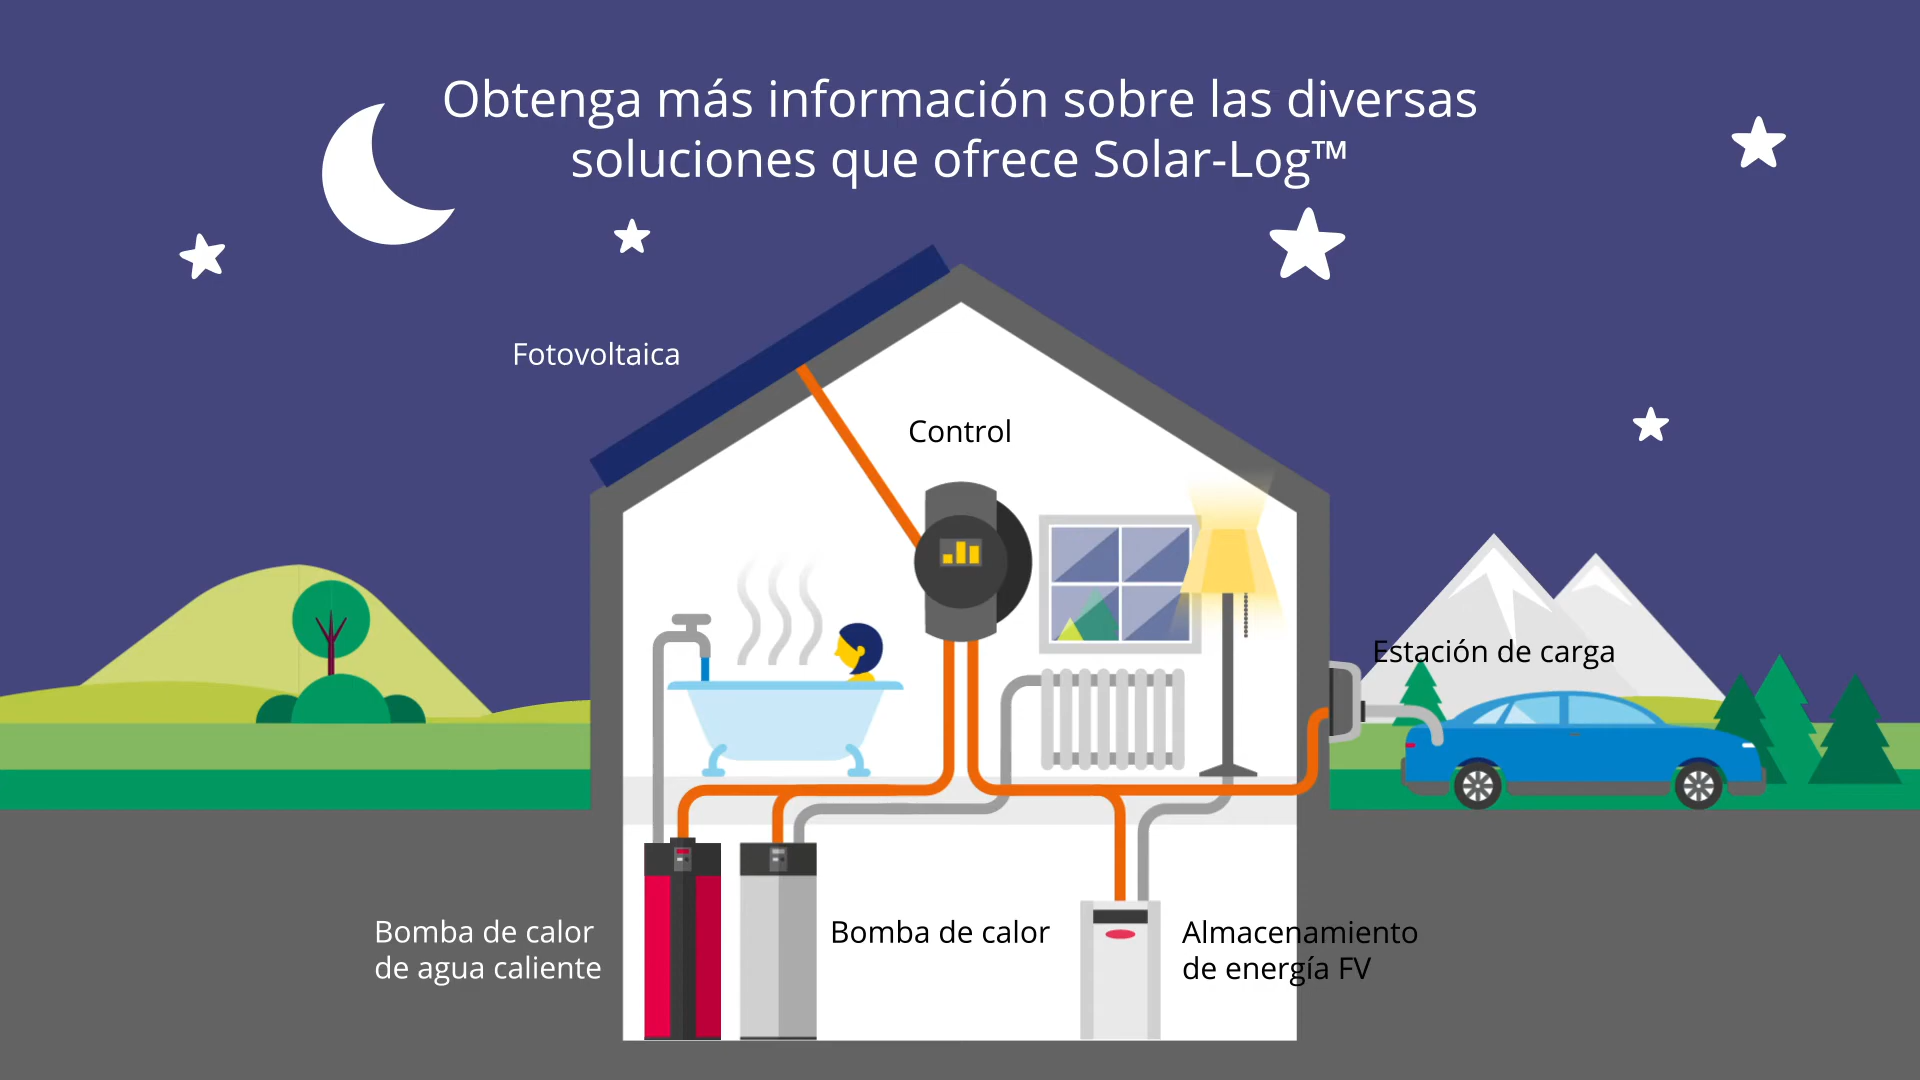 Obtenga más información sobre las diversas
soluciones que ofrece Solar-Log™
Fotovoltaica
Control
Estación de carga
Bomba de calor
de agua caliente
Bomba de calor
Almacenamiento
de energía FV